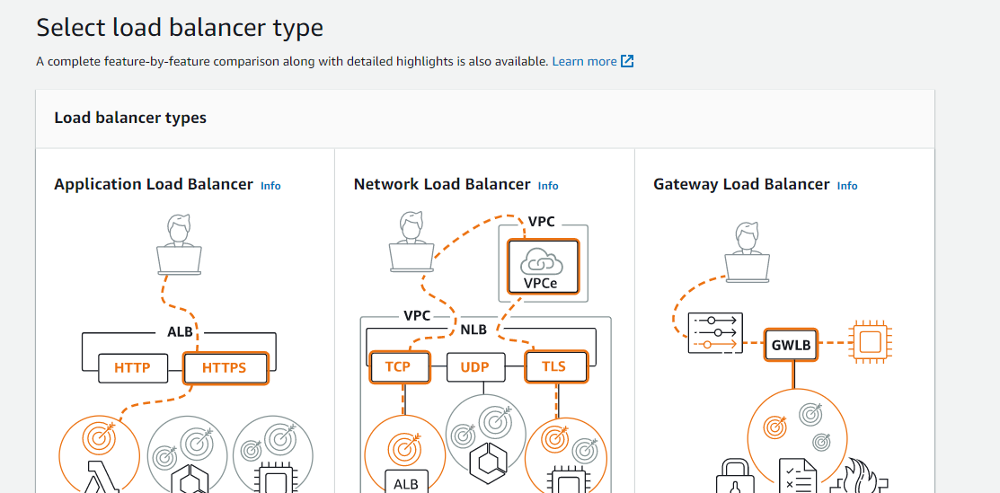 Select load balancer type
A complete feature-by-feature comparison along with detailed highlights is also available. Learn more
Load balancer types
Application Load Balancer Info
ALB
HTTP
HTTPS
Network Load Balancer Info
VPC
VPCe
VPC
NLB
TCP
UDP
TLS
ALB
Gateway Load Balancer Info
GWLB